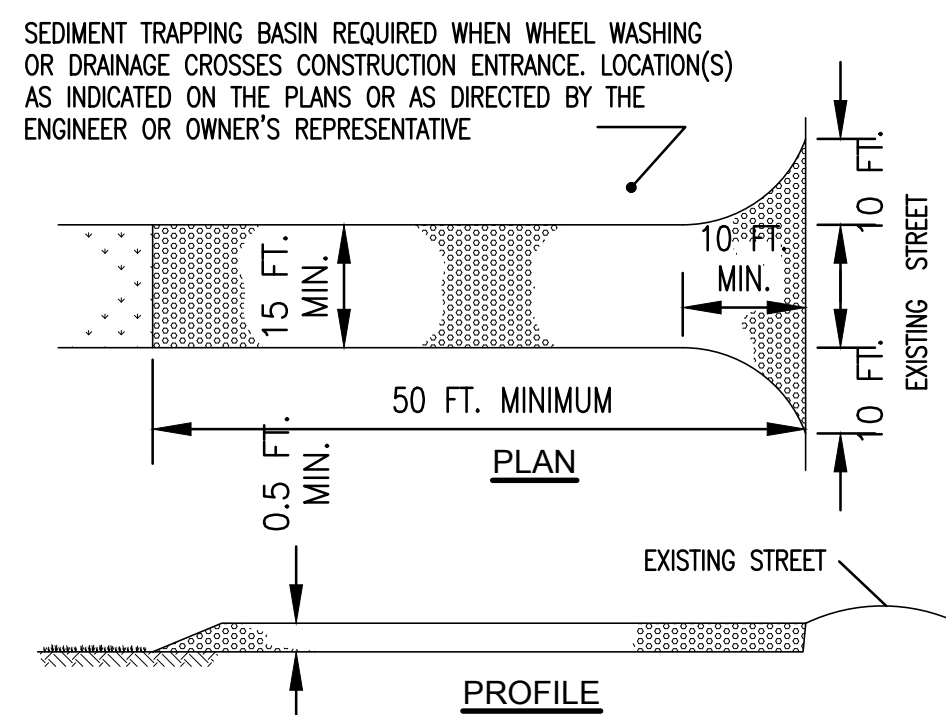 SEDIMENT TRAPPING BASIN REQUIRED WHEN WHEEL WASHING
OR DRAINAGE CROSSES CONSTRUCTION ENTRANCE. LOCATION(S)
AS INDICATED ON THE PLANS OR AS DIRECTED BY THE
ENGINEER OR OWNER'S REPRESENTATIVE
10 FT.
15 FT.
MIN.
10 FT.
MIN.
EXISTING STREET
10 FT.
50 FT. MINIMUM
PLAN
0.5 FT.
MIN.
EXISTING STREET
PROFILE